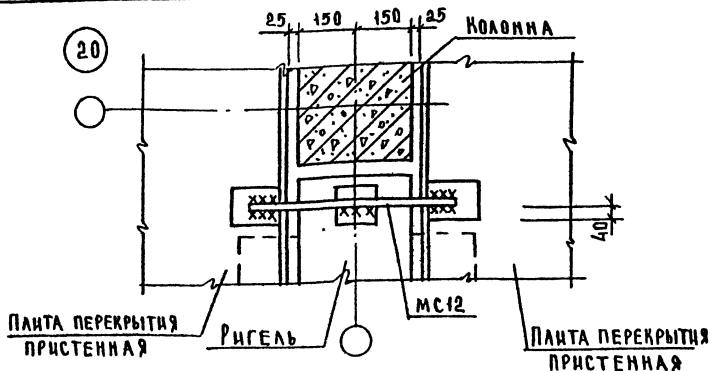 25 150 150 25
КОЛОННА
20
40
МС12
ПЛИТА ПЕРЕКРЫТИЯ
ПРИСТЕННАЯ
РИГЕЛЬ
ПЛИТА ПЕРЕКРЫТИЯ
ПРИСТЕННАЯ